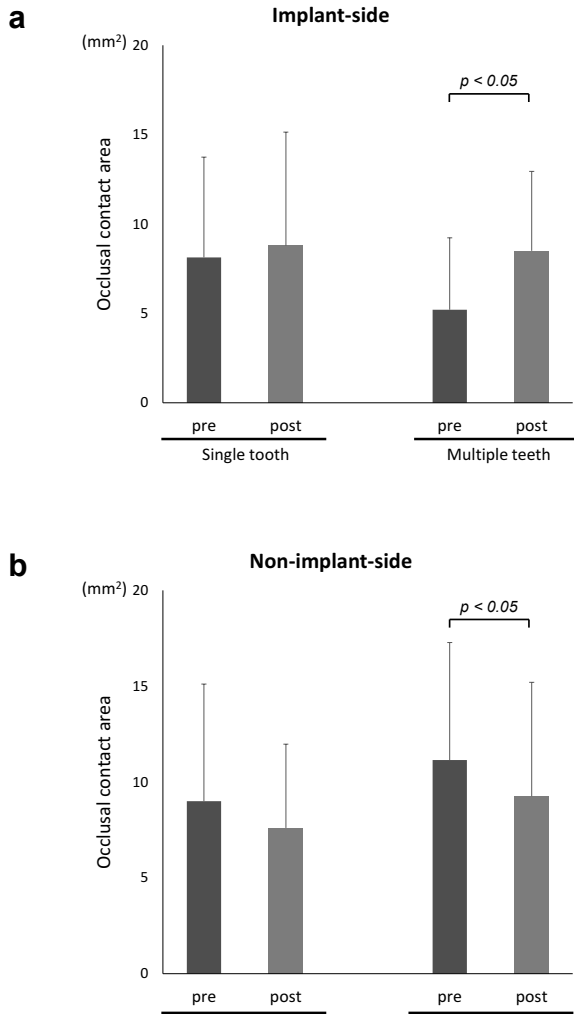 a
Implant-side
(mm²)
20
15
10
5
0
Occlusal contact area
p < 0.05
pre post pre post
Single tooth Multiple teeth
b
Non-implant-side
(mm²)
20
15
10
5
0
Occlusal contact area
p < 0.05
pre post pre post